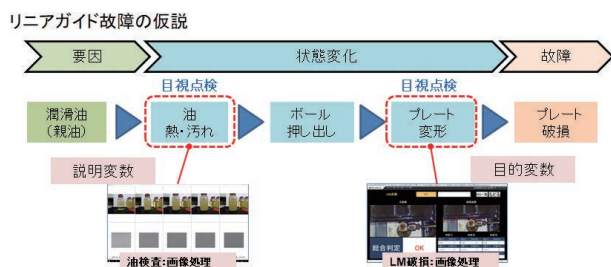 リニアガイド故障の仮説
要因
状態変化
故障
目視点検
目視点検
潤滑油
(親油)
油
熱・汚れ
ボール
押し出し
プレート
変形
プレート
破損
説明変数
目的変数
総合判定
OK
油検査:画像処理
LM破損:画像処理